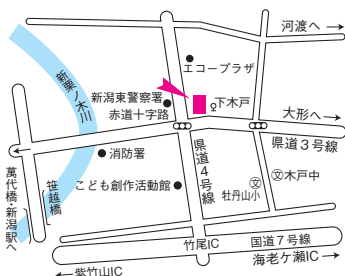 河渡へ
エコープラザ
新栗ノ木川
新潟東警察署
赤道十字路
下木戸
大形へ
県道3号線
消防署
県道4号線
こども創作活動館
文
木戸中
文
牡丹山小
笹越橋
萬代橋・新潟駅へ
竹尾IC
国道7号線
紫竹山IC
海老ケ瀬IC